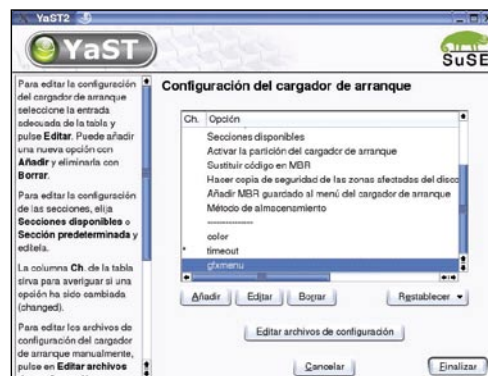 YaST2
YaST
SuSE
Para editar la configuración
del cargador de arranque
seleccione la entrada
adecuada de la tabla y
pulse Editar. Puede añadir
una nueva opción con
Añadir y eliminarla con
Borrar.
Para editar la configuración
de las secciones, elija
Secciones disponibles o
Sección predeterminada y
edítela.
La columna Ch. de la tabla
sirva para averiguar si una
opción ha sido cambiada
(changed).
Para editar los archivos de
configuración del cargador
de arranque manualmente,
pulse en Editar archivos
Configuración del cargador de arranque
Ch. Opción
Secciones disponibles
Activar la partición del cargador de arranque
Sustituir código en MBR
Hacer copia de seguridad de las zonas afectadas del disco
Añadir MBR guardado al menú del cargador de arranque
Método de almacenamiento
---------------
color
* timeout
gfxmenu
Añadir Editar Borrar Restablecer
Editar archivos de configuración
Cancelar Finalizar